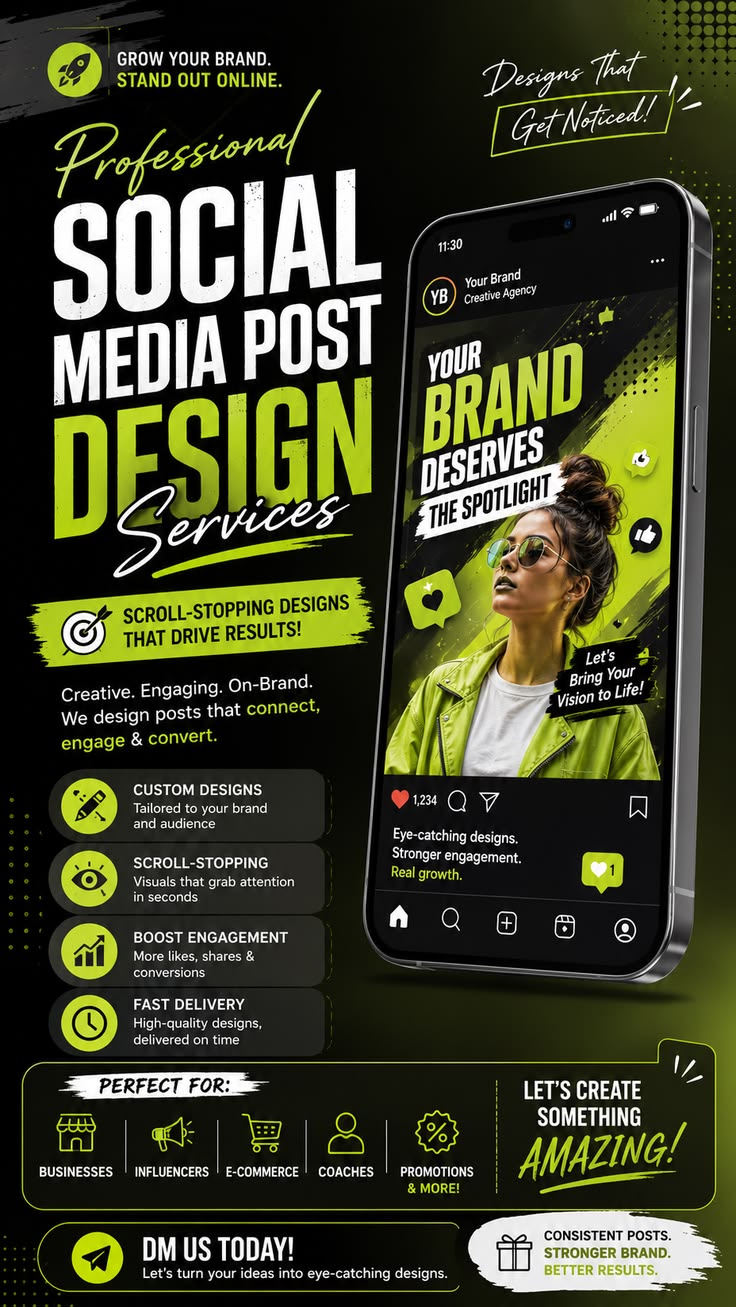 GROW YOUR BRAND.
STAND OUT ONLINE.
Designs That
Get Noticed!
Professional
SOCIAL
MEDIA POST
DESIGN
Services
SCROLL-STOPPING DESIGNS
THAT DRIVE RESULTS!
Creative. Engaging. On-Brand.
We design posts that connect,
engage & convert.
CUSTOM DESIGNS
Tailored to your brand
and audience
SCROLL-STOPPING
Visuals that grab attention
in seconds
BOOST ENGAGEMENT
More likes, shares &
conversions
FAST DELIVERY
High-quality designs,
delivered on time
11:30
YB
Your Brand
Creative Agency
YOUR
BRAND
DESERVES
THE SPOTLIGHT
Let's
Bring Your
Vision to Life!
1,234
Eye-catching designs.
Stronger engagement.
Real growth.
1
PERFECT FOR:
BUSINESSES
INFLUENCERS
E-COMMERCE
COACHES
PROMOTIONS
& MORE!
LET'S CREATE
SOMETHING
AMAZING!
DM US TODAY!
Let's turn your ideas into eye-catching designs.
CONSISTENT POSTS.
STRONGER BRAND.
BETTER RESULTS.